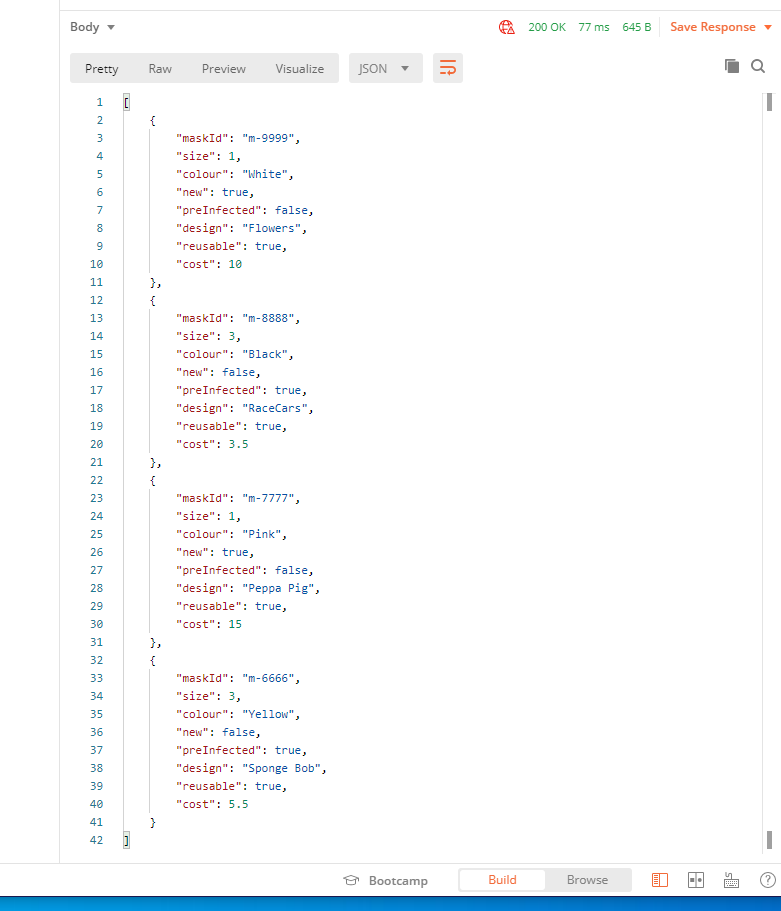 Body 200 OK 77 ms 645 B Save Response
Pretty Raw Preview Visualize JSON
1 [
2 {
3 "maskId": "m-9999",
4 "size": 1,
5 "colour": "White",
6 "new": true,
7 "preInfected": false,
8 "design": "Flowers",
9 "reusable": true,
10 "cost": 10
11 },
12 {
13 "maskId": "m-8888",
14 "size": 3,
15 "colour": "Black",
16 "new": false,
17 "preInfected": true,
18 "design": "RaceCars",
19 "reusable": true,
20 "cost": 3.5
21 },
22 {
23 "maskId": "m-7777",
24 "size": 1,
25 "colour": "Pink",
26 "new": true,
27 "preInfected": false,
28 "design": "Peppa Pig",
29 "reusable": true,
30 "cost": 15
31 },
32 {
33 "maskId": "m-6666",
34 "size": 3,
35 "colour": "Yellow",
36 "new": false,
37 "preInfected": true,
38 "design": "Sponge Bob",
39 "reusable": true,
40 "cost": 5.5
41 }
42 ]
Bootcamp Build Browse ?